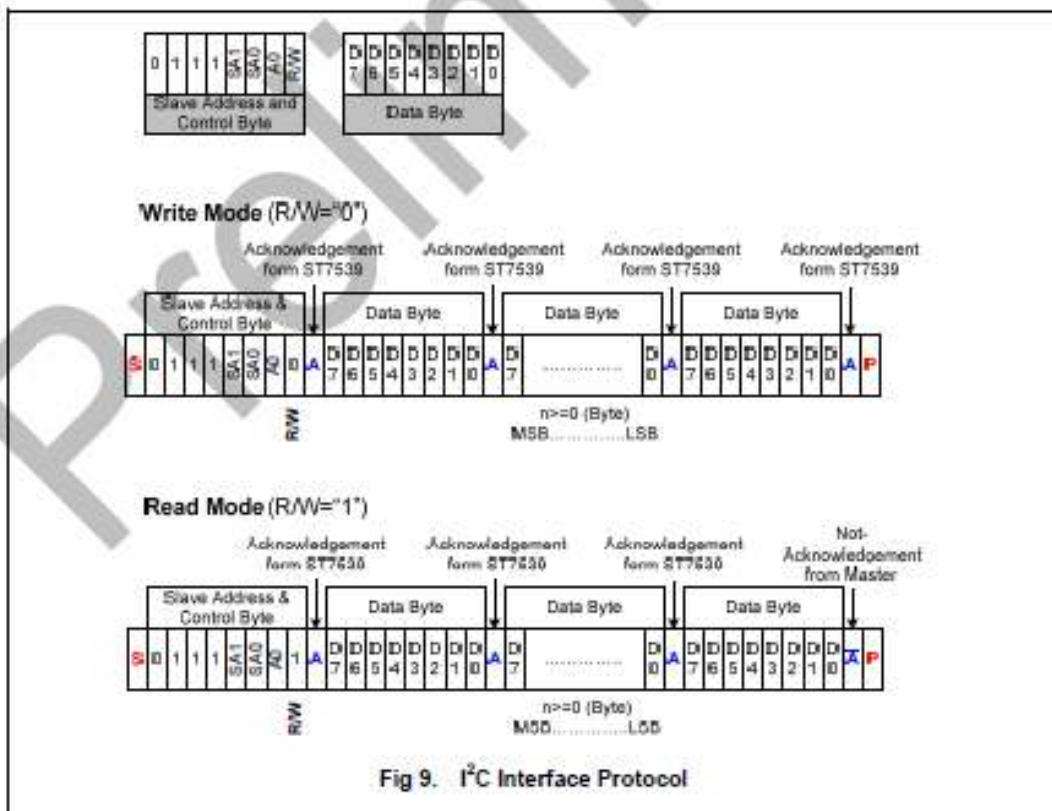 Prelim
0 1 1 1 SA1 SA0 A0 R/W
D7 D6 D5 D4 D3 D2 D1 D0
Slave Address and
Control Byte
Data Byte
Write Mode (R/W="0")
Acknowledgement Acknowledgement Acknowledgement Acknowledgement
form ST7539 form ST7539 form ST7539 form ST7539
Slave Address &
Control Byte
Data Byte Data Byte Data Byte
S 0 1 1 1 SA1 SA0 A0 0 A D7 D6 D5 D4 D3 D2 D1 D0 A D7 .............. D0 A D7 D6 D5 D4 D3 D2 D1 D0 A P
R/W
n>=0 (Byte)
MSB..............LSB
Read Mode (R/W="1")
Acknowledgement Acknowledgement Acknowledgement
form ST7630 form ST7630 form ST7630
Not-
Acknowledgement
from Master
Slave Address &
Control Byte
Data Byte Data Byte Data Byte
S 0 1 1 1 SA1 SA0 A0 1 A D7 D6 D5 D4 D3 D2 D1 D0 A D7 .............. D0 A D7 D6 D5 D4 D3 D2 D1 D0 A P
R/W
n>=0 (Byte)
MSB..............LSB
Fig 9. I²C Interface Protocol